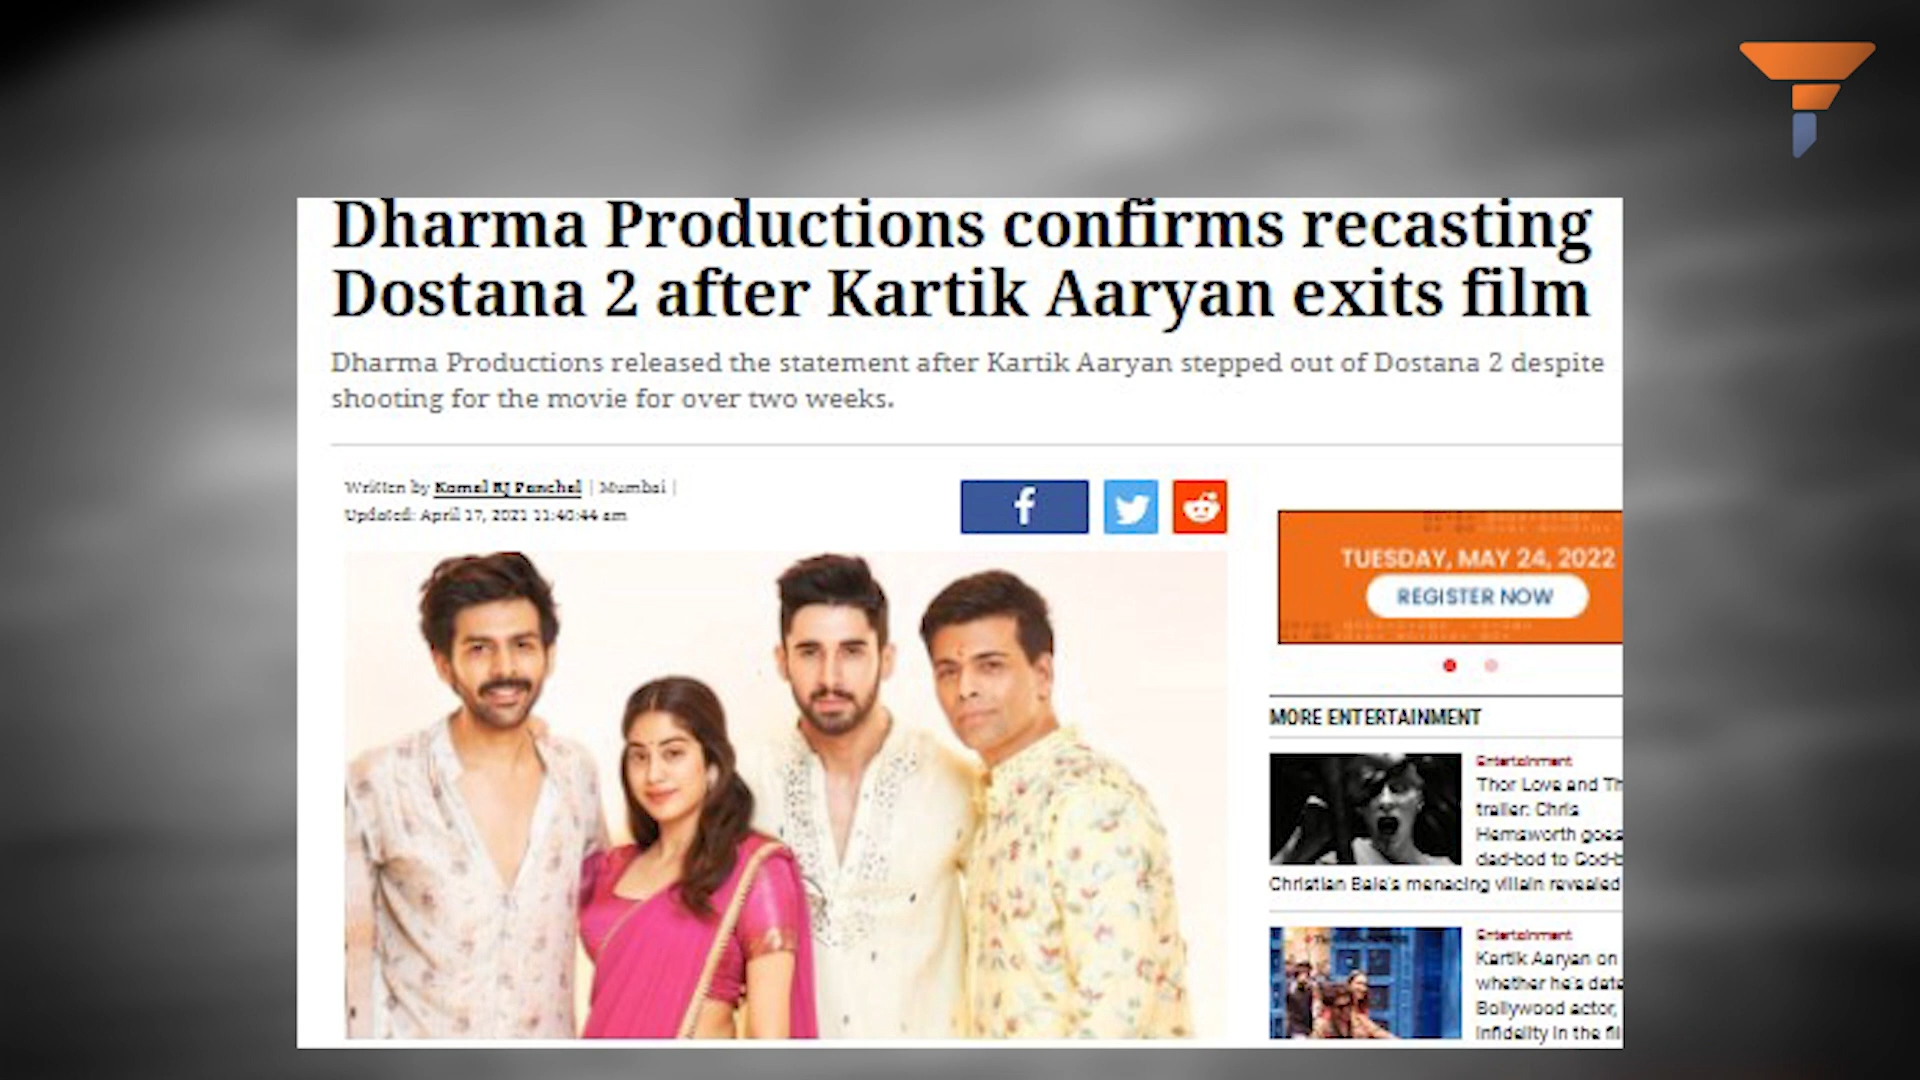 Dharma Productions confirms recasting
Dostana 2 after Kartik Aaryan exits film
Dharma Productions released the statement after Kartik Aaryan stepped out of Dostana 2 despite
shooting for the movie for over two weeks.
Written by Komal RJ Panchal | Mumbai |
Updated: April 17, 2021 11:40:44 am
f
TUESDAY, MAY 24, 2022
REGISTER NOW
MORE ENTERTAINMENT
Entertainment
Thor Love and Th
trailer: Chris
Hemsworth goes
dad-bod to God-b
Christian Bale's menacing villain revealed
Entertainment
Kartik Aaryan on
whether he's date
Bollywood actor,
infidelity in the fil